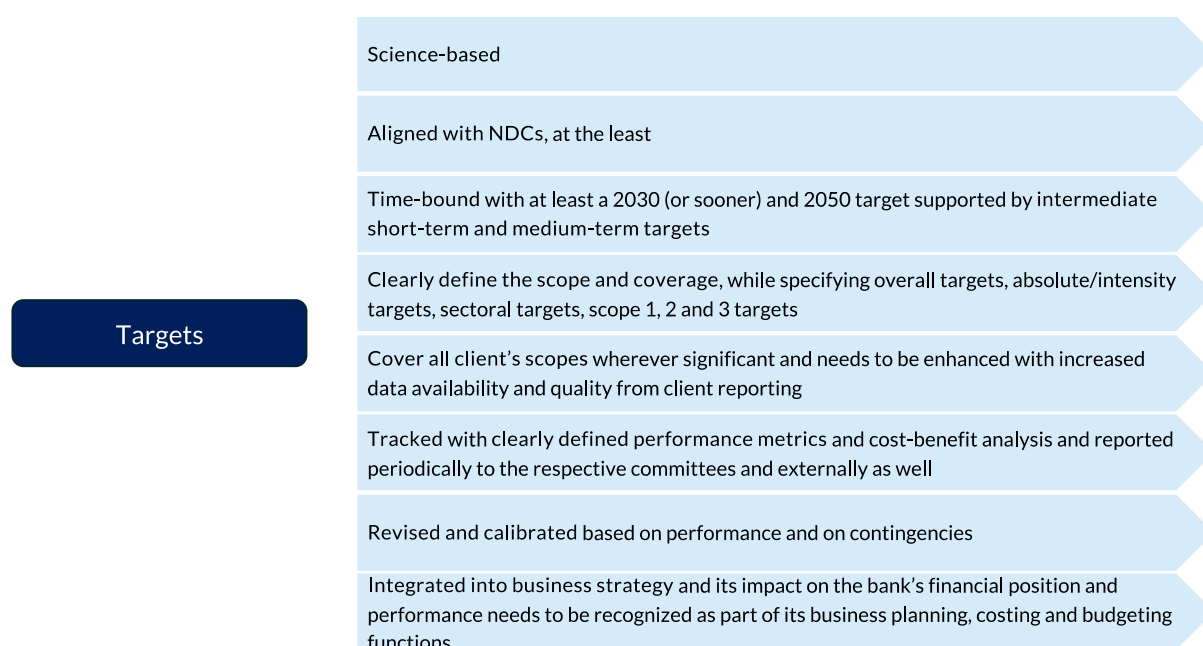 Science-based
Aligned with NDCs, at the least
Time-bound with at least a 2030 (or sooner) and 2050 target supported by intermediate
short-term and medium-term targets
Clearly define the scope and coverage, while specifying overall targets, absolute/intensity
targets, sectoral targets, scope 1, 2 and 3 targets
Targets
Cover all client’s scopes wherever significant and needs to be enhanced with increased
data availability and quality from client reporting
Tracked with clearly defined performance metrics and cost-benefit analysis and reported
periodically to the respective committees and externally as well
Revised and calibrated based on performance and on contingencies
Integrated into business strategy and its impact on the bank’s financial position and
performance needs to be recognized as part of its business planning, costing and budgeting
functions